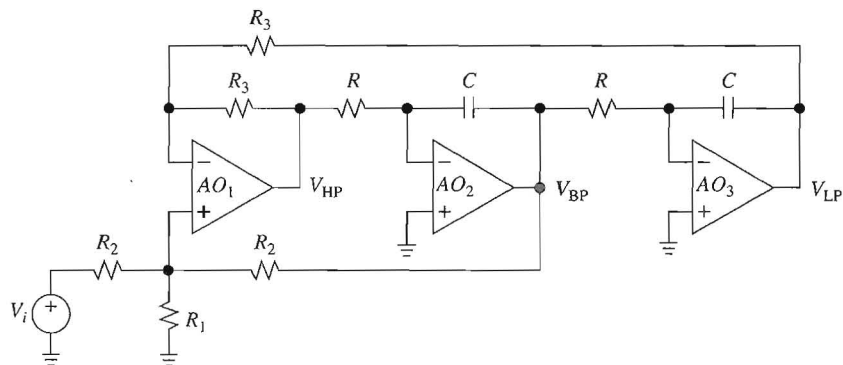 R3
R3
R
C
R
C
−
AO1
+
VHP
−
AO2
+
VBP
−
AO3
+
VLP
R2
R2
Vi
+
R1